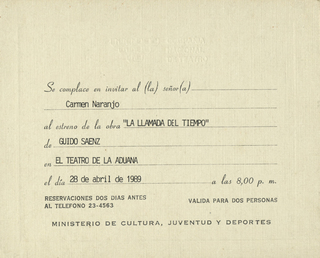 Se complace en invitar al (la) señor(a)
Carmen Naranjo
al estreno de la obra "LA LLAMADA DEL TIEMPO"
de GUIDO SAENZ
en EL TEATRO DE LA ADUANA
el día 28 de abril de 1989 a las 8,00 p. m.
RESERVACIONES DOS DIAS ANTES
AL TELEFONO 23-4563
VALIDA PARA DOS PERSONAS
MINISTERIO DE CULTURA, JUVENTUD Y DEPORTES